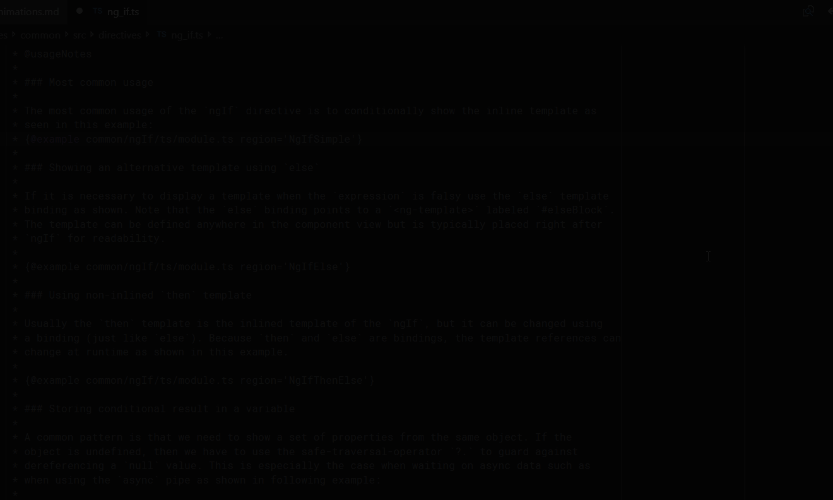 ng_if.ts
ng_if.ts ...
* @usageNotes
*
* ### Most common usage
*
* The most common usage of the `ngIf` directive is to conditionally show the inline template as
* seen in this example:
* {@example common/ngIf/ts/module.ts region='NgIfSimple'}
*
* ### Showing an alternative template using `else`
*
* If it is necessary to display a template when the `expression` is falsy use the `else` template
* binding as shown. Note that the `else` binding points to a `<ng-template>` labeled `#elseBlock`.
* The template can be defined anywhere in the component view but is typically placed right after
* `ngIf` for readability.
*
* {@example common/ngIf/ts/module.ts region='NgIfElse'}
*
* ### Using non-inlined `then` template
*
* Usually the `then` template is the inlined template of the `ngIf`, but it can be changed using
* a binding (just like `else`). Because `then` and `else` are bindings, the template references can
* change at runtime as shown in this example.
*
* {@example common/ngIf/ts/module.ts region='NgIfThenElse'}
*
* ### Storing conditional result in a variable
*
* A common pattern is that we need to show a set of properties from the same object. If the
* object is undefined, then we have to use the safe-traversal-operator `?.` to guard against
* dereferencing a `null` value. This is especially the case when waiting on async data such as
* when using the `async` pipe as shown in following example: